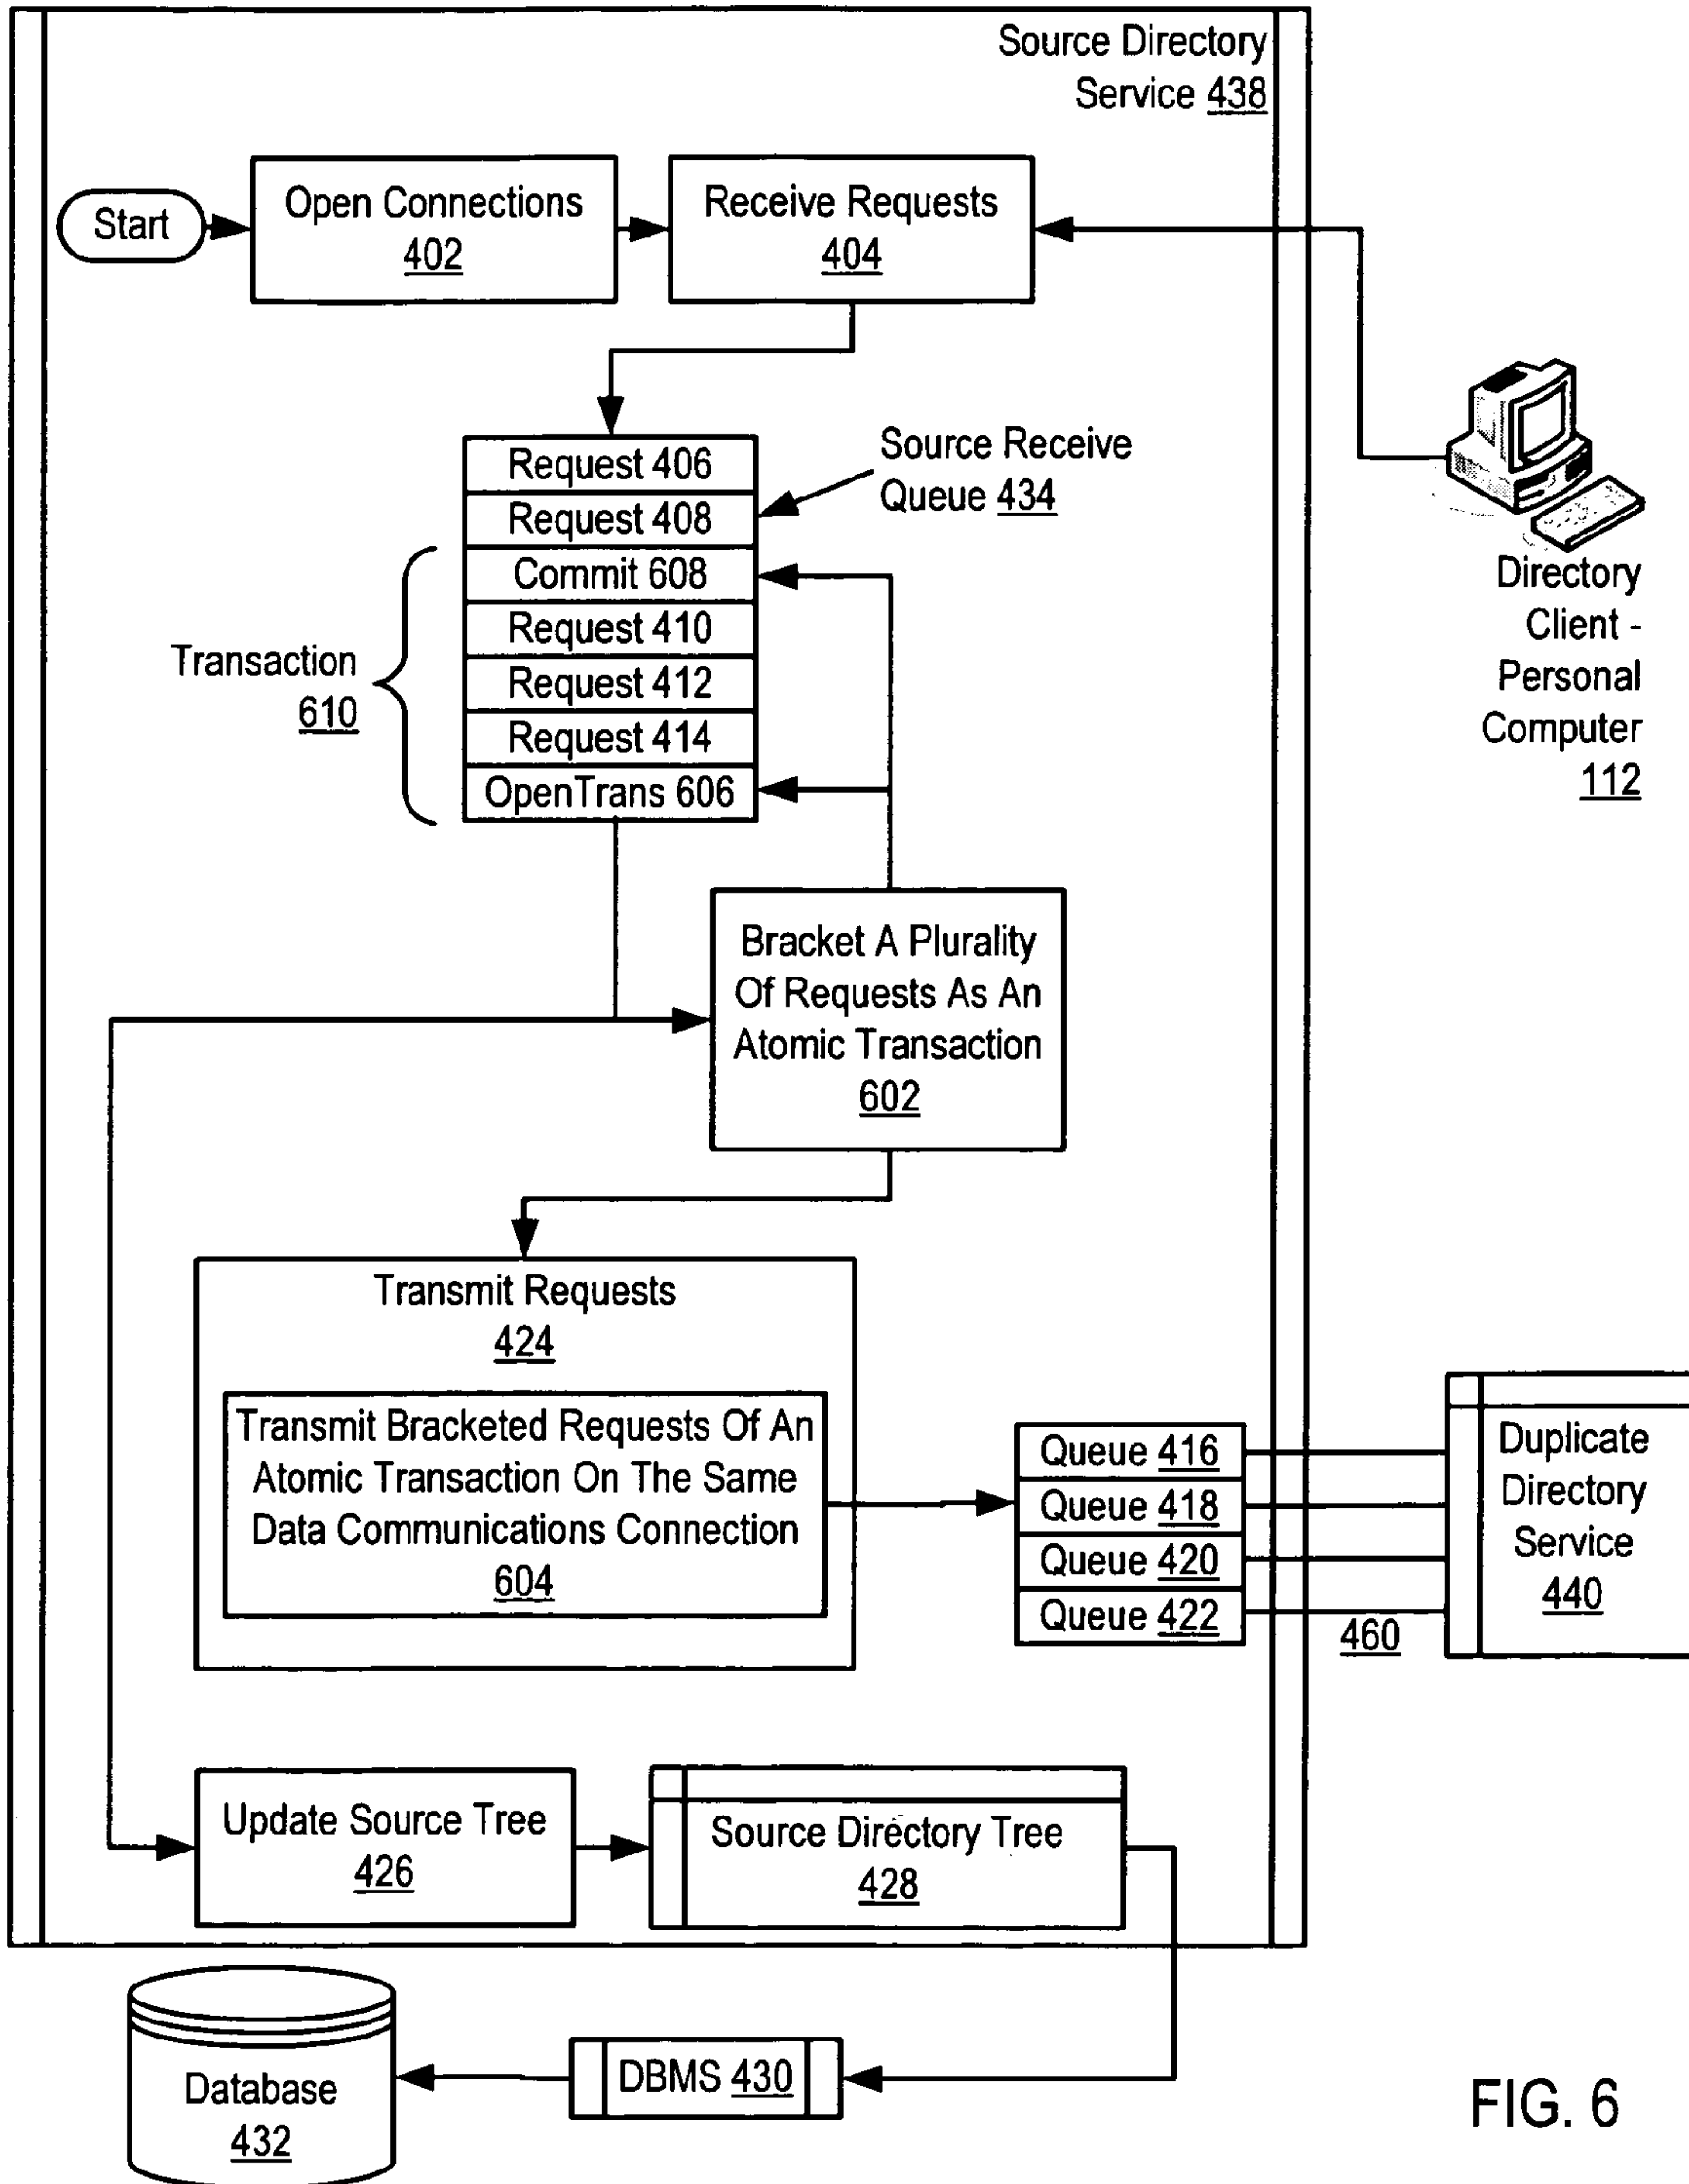 Source Directory
Service 438
Start
Open Connections
402
Receive Requests
404
Request 406
Request 408
Commit 608
Request 410
Request 412
Request 414
OpenTrans 606
Source Receive
Queue 434
Transaction
610
Directory
Client -
Personal
Computer
112
Bracket A Plurality
Of Requests As An
Atomic Transaction
602
Transmit Requests
424
Transmit Bracketed Requests Of An
Atomic Transaction On The Same
Data Communications Connection
604
Queue 416
Queue 418
Queue 420
Queue 422
460
Duplicate
Directory
Service
440
Update Source Tree
426
Source Directory Tree
428
Database
432
DBMS 430
FIG. 6